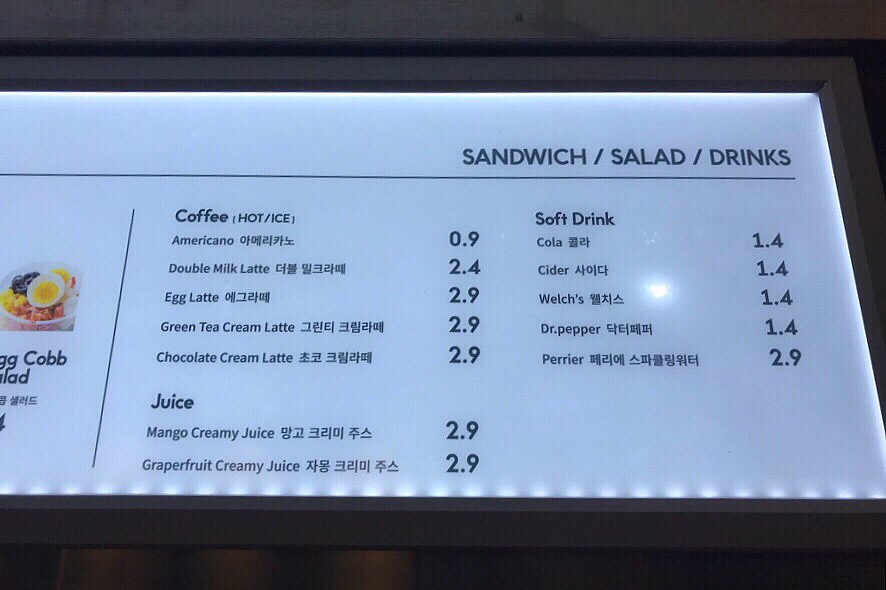 SANDWICH / SALAD / DRINKS
gg Cobb
alad
콥 샐러드
4
Coffee [HOT/ICE]
Americano 아메리카노 0.9
Double Milk Latte 더블 밀크라떼 2.4
Egg Latte 에그라떼 2.9
Green Tea Cream Latte 그린티 크림라떼 2.9
Chocolate Cream Latte 초코 크림라떼 2.9
Juice
Mango Creamy Juice 망고 크리미 주스 2.9
Graperfruit Creamy Juice 자몽 크리미 주스 2.9
Soft Drink
Cola 콜라 1.4
Cider 사이다 1.4
Welch's 웰치스 1.4
Dr.pepper 닥터페퍼 1.4
Perrier 페리에 스파클링워터 2.9